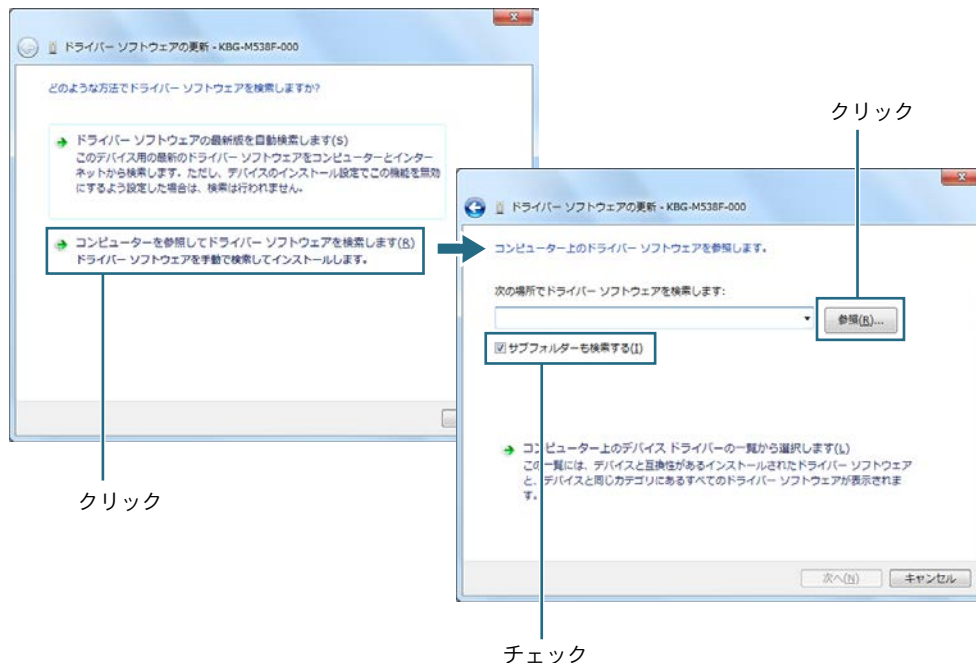 ドライバー ソフトウェアの更新 - KBG-M538F-000
どのような方法でドライバー ソフトウェアを検索しますか?
ドライバー ソフトウェアの最新版を自動検索します(S)
このデバイス用の最新のドライバー ソフトウェアをコンピューターとインター
ネットから検索します。ただし、デバイスのインストール設定でこの機能を無効
にするよう設定した場合は、検索は行われません。
コンピューターを参照してドライバー ソフトウェアを検索します(R)
ドライバー ソフトウェアを手動で検索してインストールします。
クリック
クリック
ドライバー ソフトウェアの更新 - KBG-M538F-000
コンピューター上のドライバー ソフトウェアを参照します。
次の場所でドライバー ソフトウェアを検索します:
参照(R)...
サブフォルダーも検索する(I)
コンピューター上のデバイス ドライバーの一覧から選択します(L)
この一覧には、デバイスと互換性があるインストールされたドライバー ソフトウェア
と、デバイスと同じカテゴリにあるすべてのドライバー ソフトウェアが表示されま
す。
次へ(N)
キャンセル
チェック